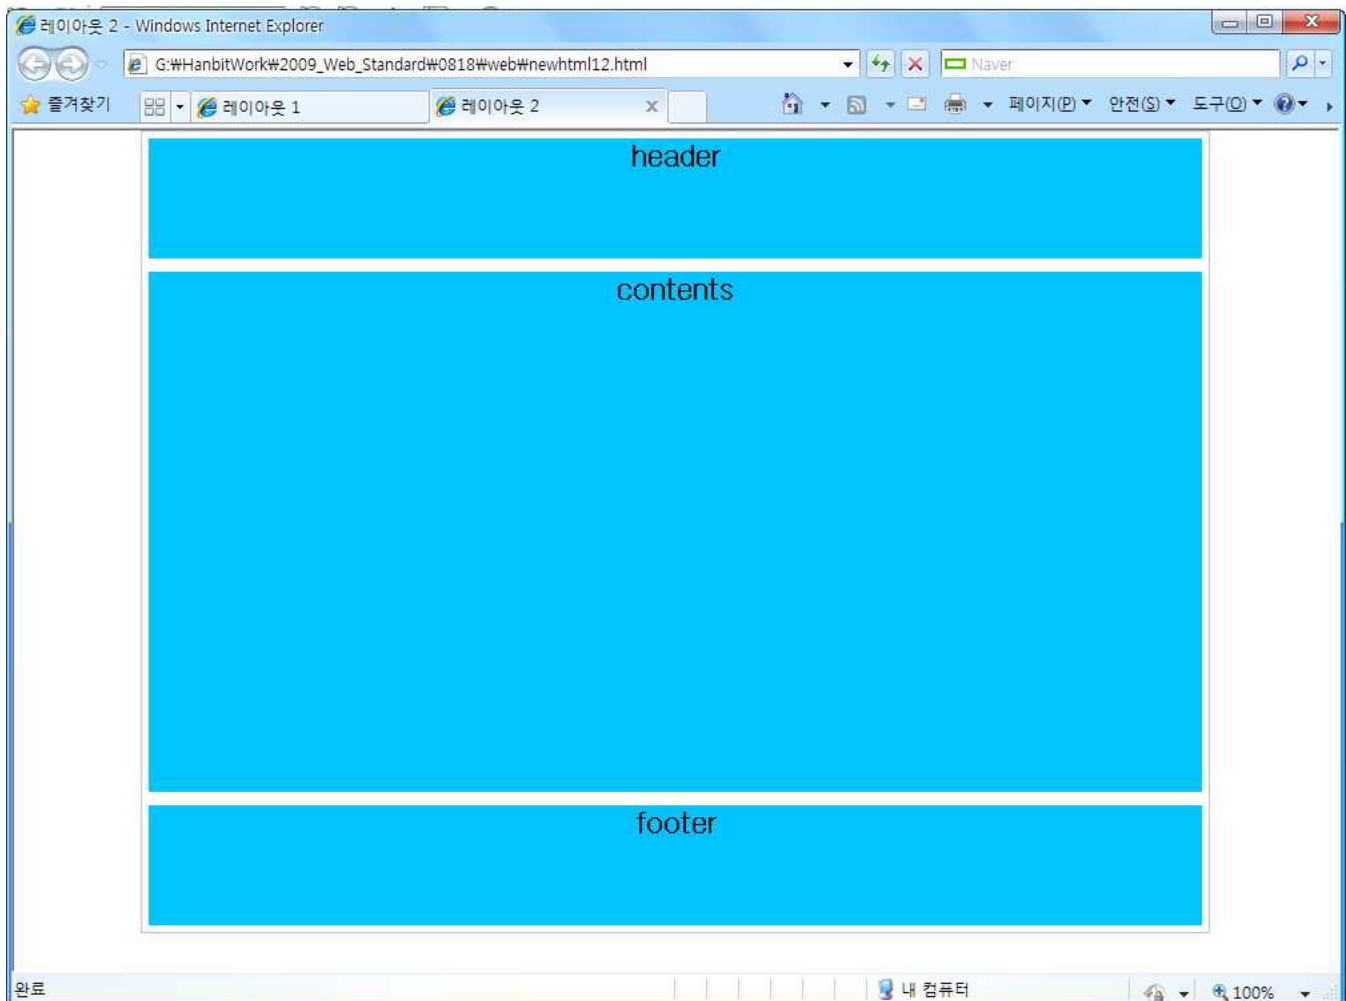 레이아웃 2 - Windows Internet Explorer
G:₩HanbitWork₩2009_Web_Standard₩0818₩web₩newhtml12.html
Naver
즐겨찾기
레이아웃 1
레이아웃 2
페이지(P)
안전(S)
도구(O)
header
contents
footer
완료
내 컴퓨터
100%